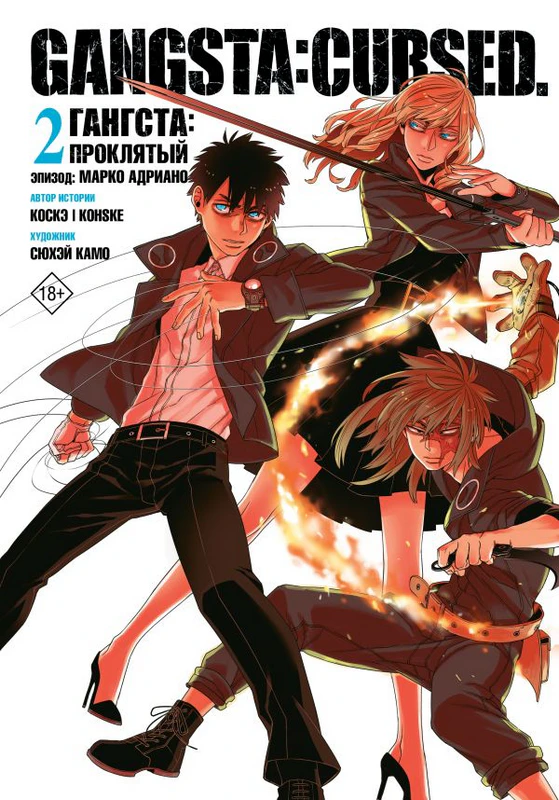 GANGSTA:CURSED.
2 ГАНГСТА:
ПРОКЛЯТЫЙ
ЭПИЗОД: МАРКО АДРИАНО
АВТОР ИСТОРИИ
КОСКЭ | KOHSKE
ХУДОЖНИК
СЮХЭЙ КАМО
18+